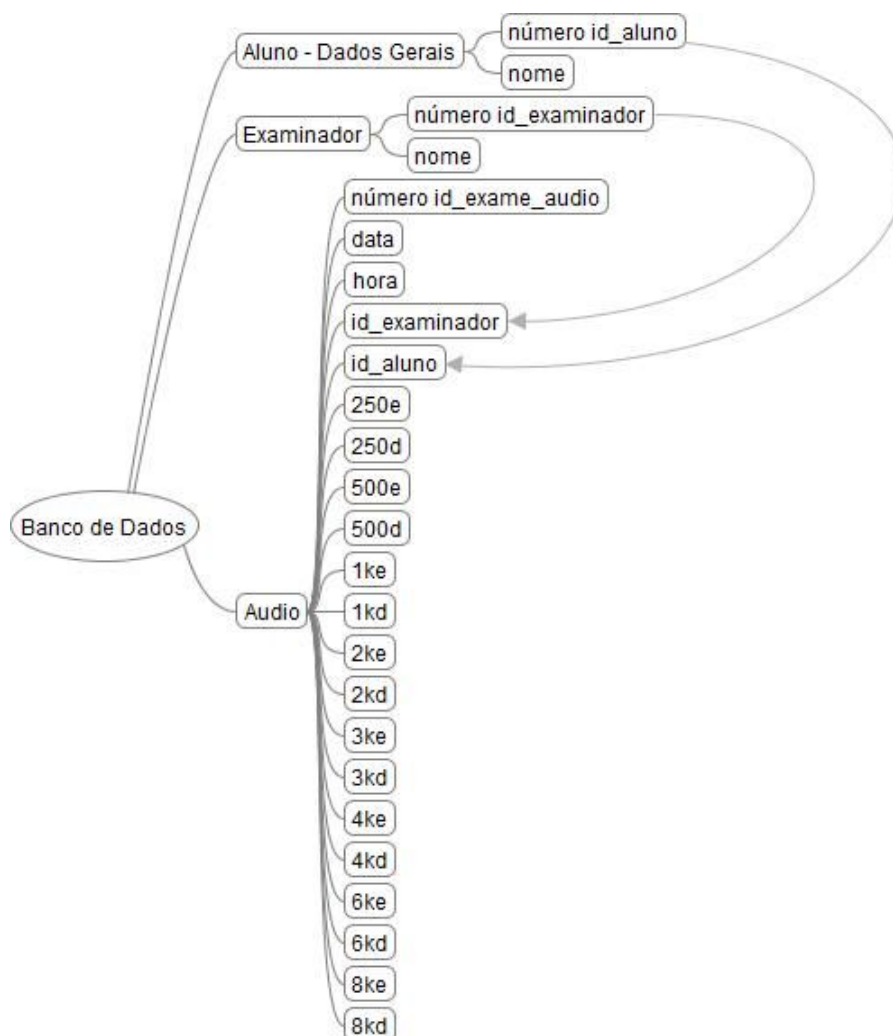 Aluno - Dados Gerais
número id_aluno
nome
Examinador
número id_examinador
nome
Banco de Dados
Audio
número id_exame_audio
data
hora
id_examinador
id_aluno
250e
250d
500e
500d
1ke
1kd
2ke
2kd
3ke
3kd
4ke
4kd
6ke
6kd
8ke
8kd